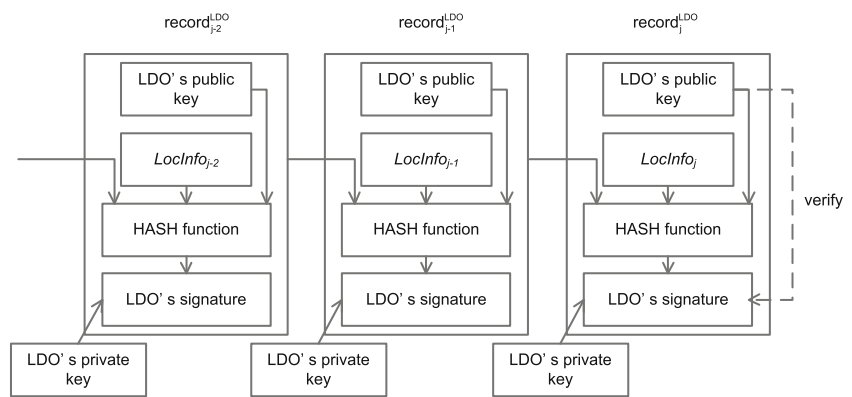 record^LDO_j-2
record^LDO_j-1
record^LDO_j
LDO' s public
key
LDO' s public
key
LDO' s public
key
LocInfo_j-2
LocInfo_j-1
LocInfo_j
verify
HASH function
HASH function
HASH function
LDO' s signature
LDO' s signature
LDO' s signature
LDO' s private
key
LDO' s private
key
LDO' s private
key